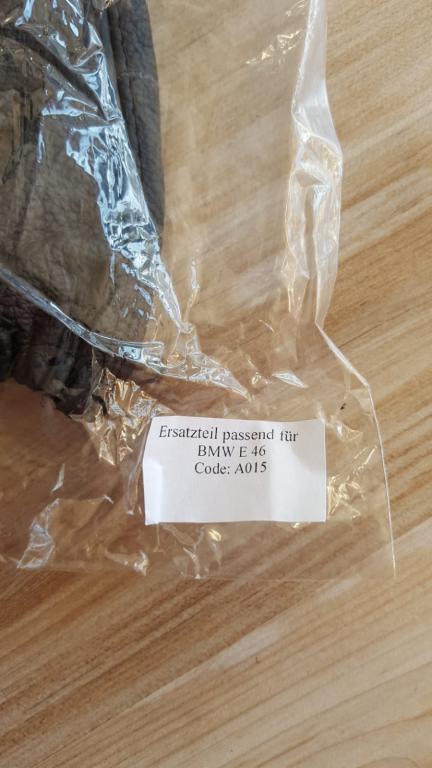 Ersatzteil passend für
BMW E 46
Code: A015